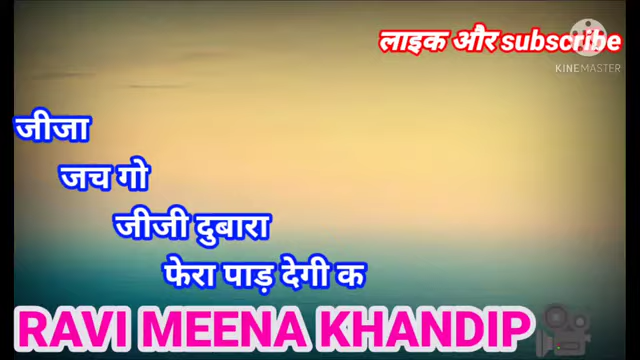 लाइक और subscribe
KINEMASTER
जीजा
जच गो
जीजी दुबारा
फेरा पाड़ देगी क
RAVI MEENA KHANDIP